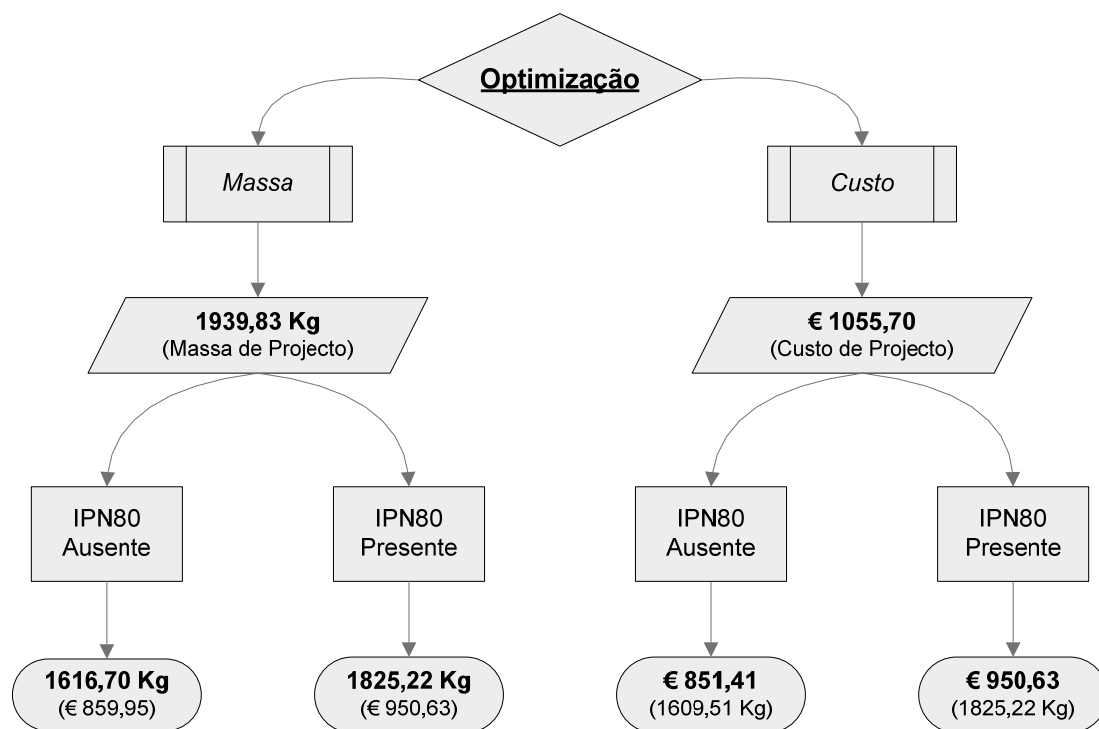 Optimização
Massa
Custo
1939,83 Kg
(Massa de Projecto)
€ 1055,70
(Custo de Projecto)
IPN80
Ausente
IPN80
Presente
IPN80
Ausente
IPN80
Presente
1616,70 Kg
(€ 859,95)
1825,22 Kg
(€ 950,63)
€ 851,41
(1609,51 Kg)
€ 950,63
(1825,22 Kg)